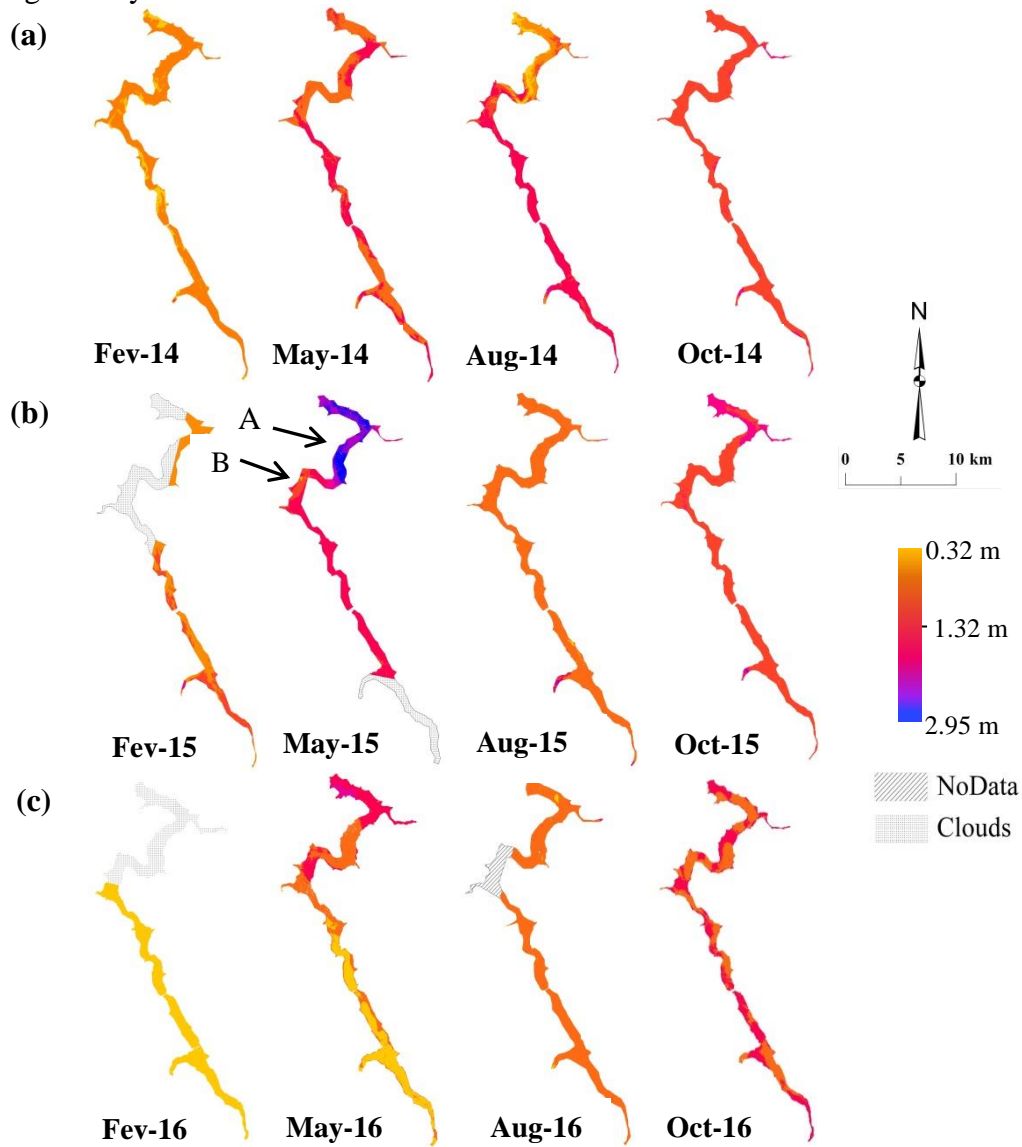 (a)
Fev-14 May-14 Aug-14 Oct-14
N
0 5 10 km
(b)
A
B
0.32 m
1.32 m
2.95 m
Fev-15 May-15 Aug-15 Oct-15
NoData
Clouds
(c)
Fev-16 May-16 Aug-16 Oct-16